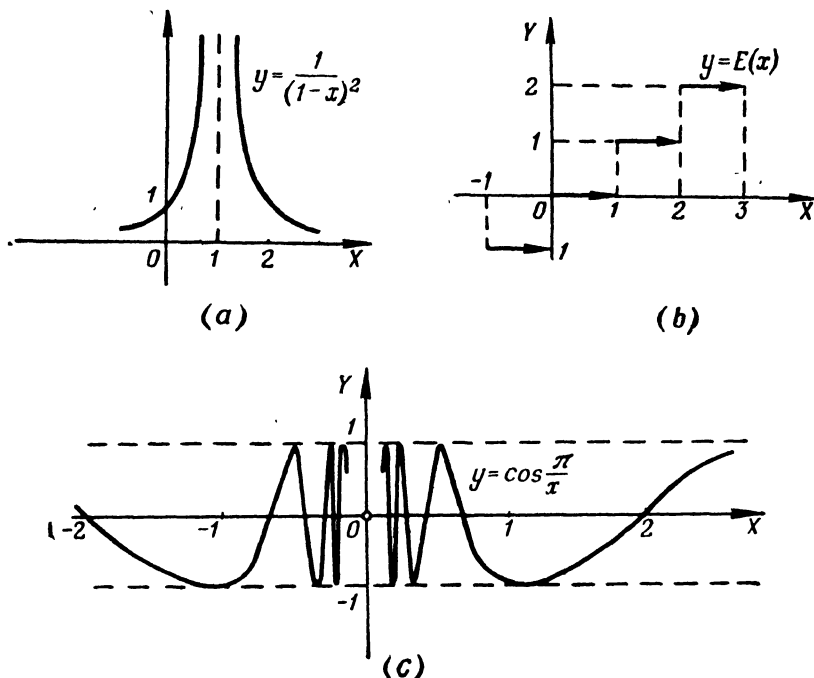 y = 1/(1-x)²
1
0 1 2 X
(a)
Y
y=E(x)
2
1
-1
0 1 2 3 X
1
(b)
Y
1
y=cos π/x
-2 -1 0 1 2 X
-1
(c)